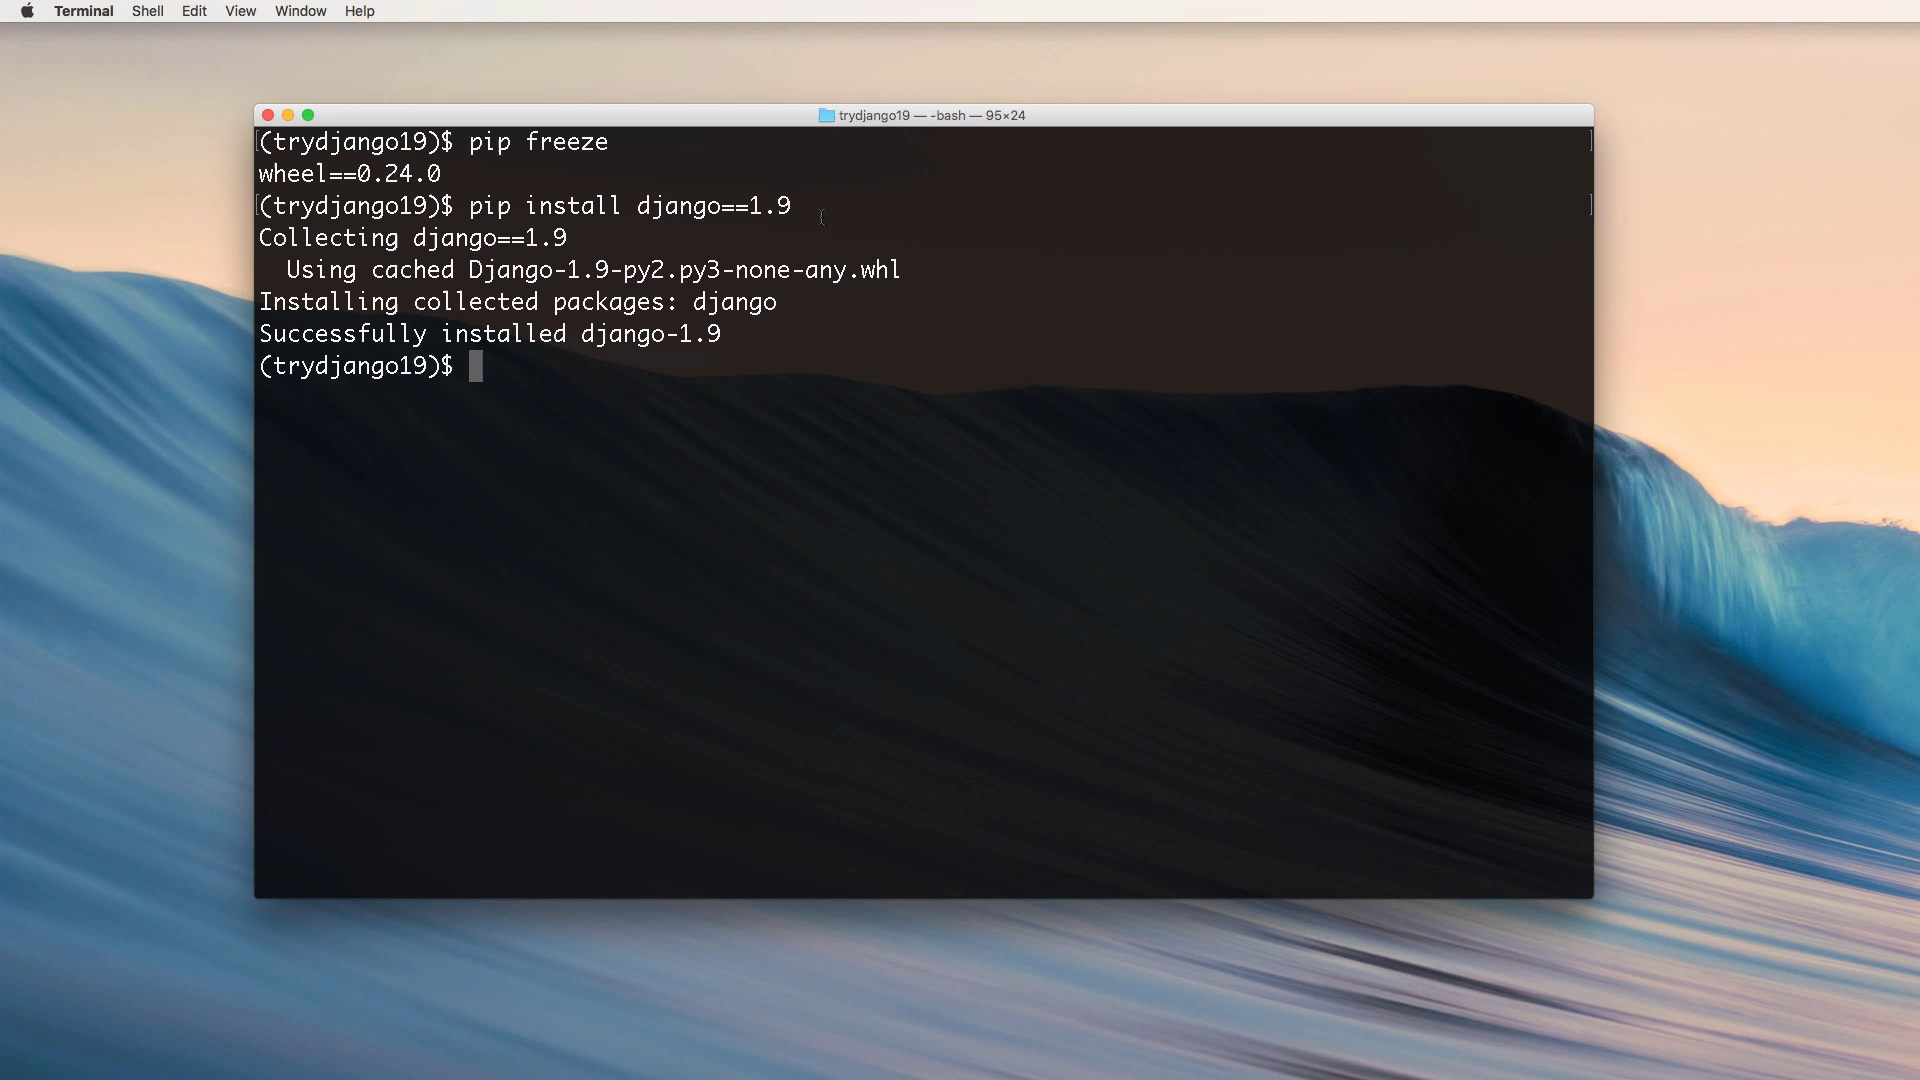 Terminal Shell Edit View Window Help
trydjango19 — -bash — 95×24
(trydjango19)$ pip freeze
wheel==0.24.0
(trydjango19)$ pip install django==1.9
Collecting django==1.9
  Using cached Django-1.9-py2.py3-none-any.whl
Installing collected packages: django
Successfully installed django-1.9
(trydjango19)$